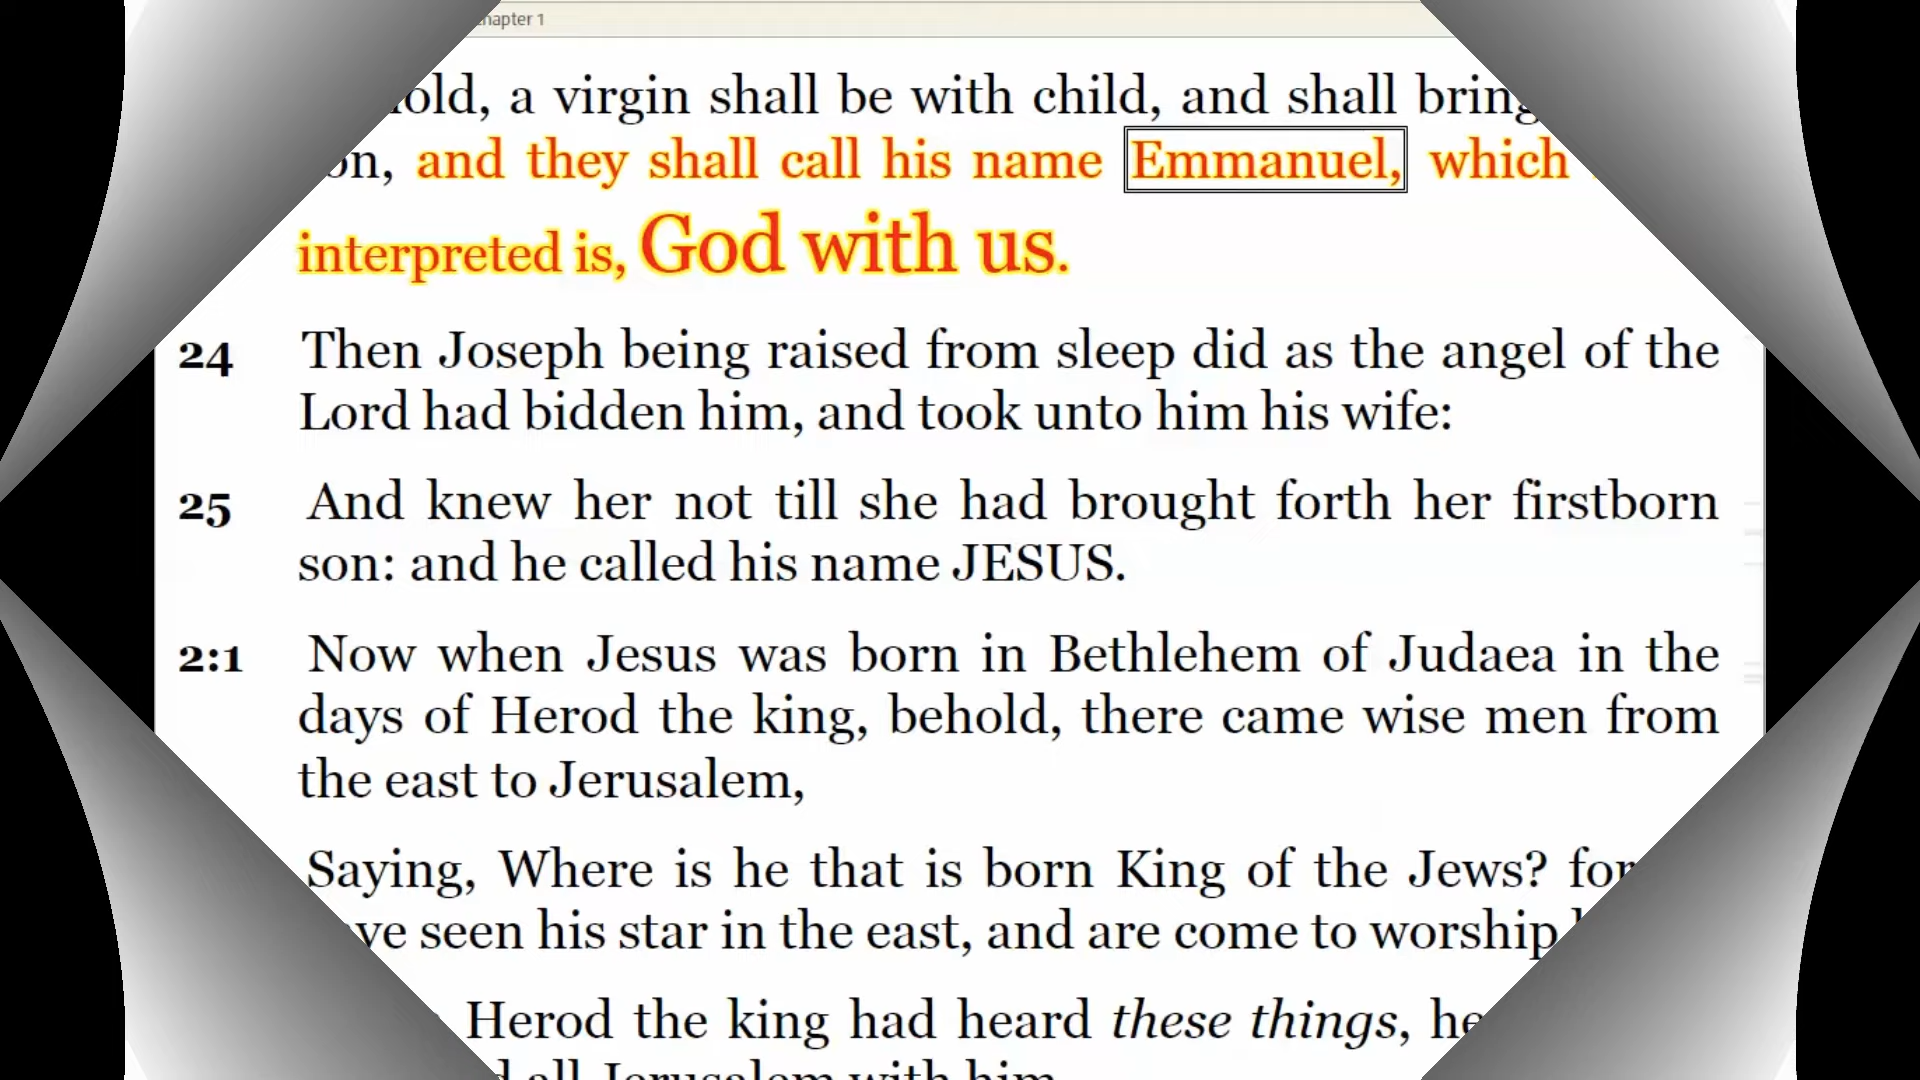 hapter 1
old, a virgin shall be with child, and shall bring
on, and they shall call his name Emmanuel, which
interpreted is, God with us.
24 Then Joseph being raised from sleep did as the angel of the
Lord had bidden him, and took unto him his wife:
25 And knew her not till she had brought forth her firstborn
son: and he called his name JESUS.
2:1 Now when Jesus was born in Bethlehem of Judaea in the
days of Herod the king, behold, there came wise men from
the east to Jerusalem,
Saying, Where is he that is born King of the Jews? for
ve seen his star in the east, and are come to worship
Herod the king had heard these things, he
all Jerusalem with him.